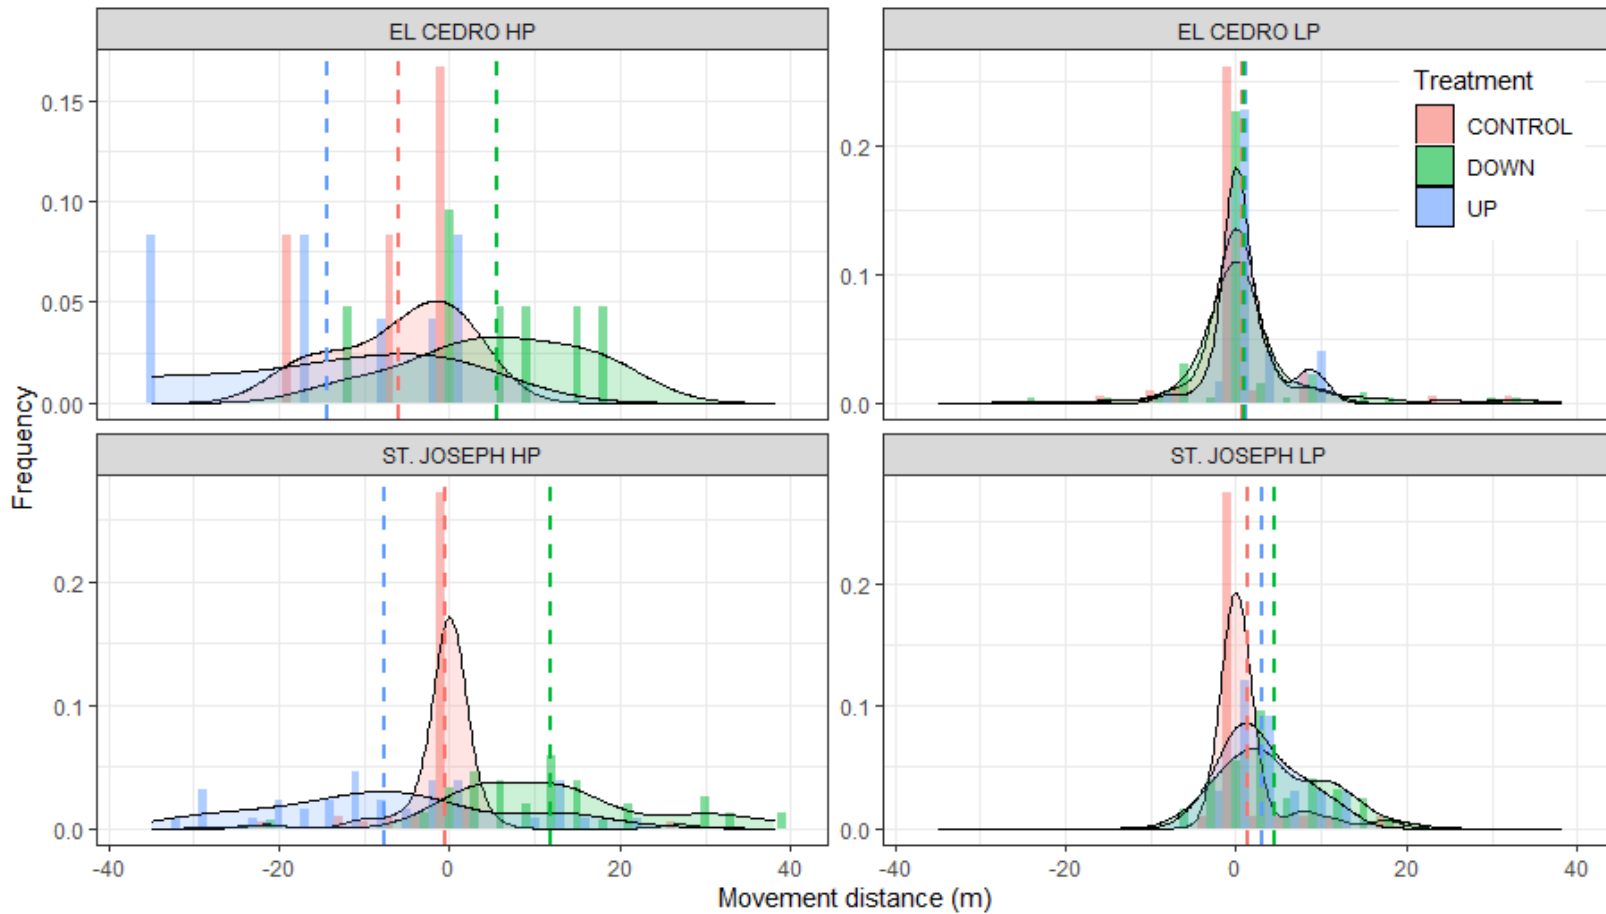 EL CEDRO HP
EL CEDRO LP
0.15
0.10
0.05
0.00
0.2
0.1
0.0
Treatment
CONTROL
DOWN
UP
Frequency
ST. JOSEPH HP
ST. JOSEPH LP
0.2
0.1
0.0
0.2
0.1
0.0
-40 -20 0 20 40
-40 -20 0 20 40
Movement distance (m)